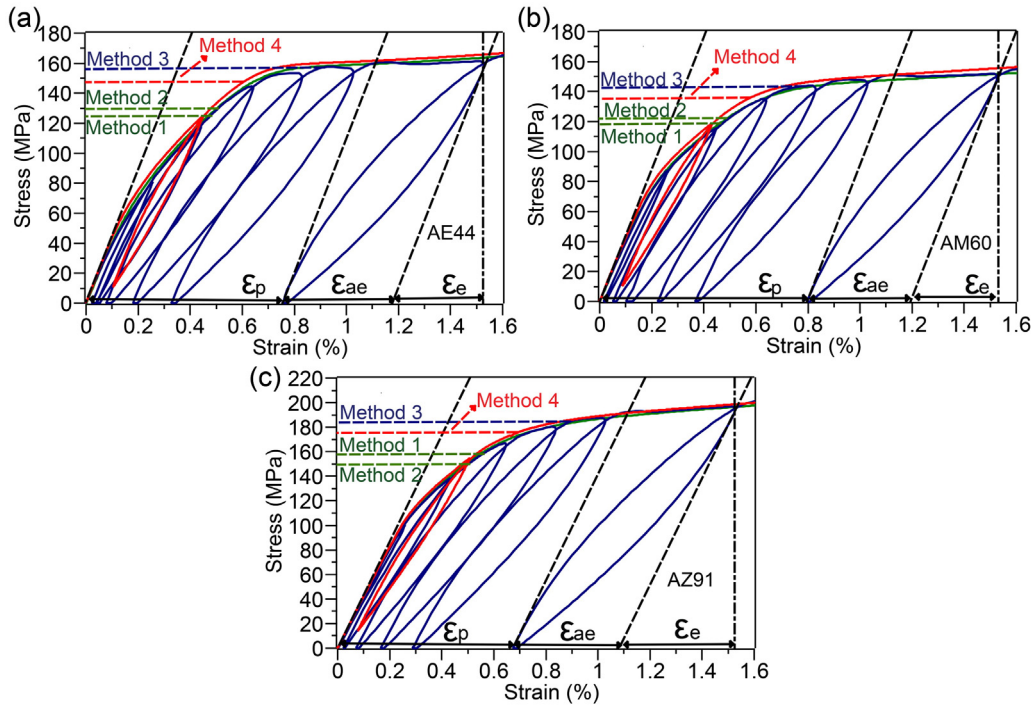 (a)
180
160
140
120
100
80
60
40
20
0
Stress (MPa)
Method 4
Method 3
Method 2
Method 1
AE44
εp
εae
εe
0 0.2 0.4 0.6 0.8 1 1.2 1.4 1.6
Strain (%)
(b)
180
160
140
120
100
80
60
40
20
0
Stress (MPa)
Method 4
Method 3
Method 2
Method 1
AM60
εp
εae
εe
0 0.2 0.4 0.6 0.8 1 1.2 1.4 1.6
Strain (%)
(c)
220
200
180
160
140
120
100
80
60
40
20
0
Stress (MPa)
Method 4
Method 3
Method 1
Method 2
AZ91
εp
εae
εe
0 0.2 0.4 0.6 0.8 1 1.2 1.4 1.6
Strain (%)